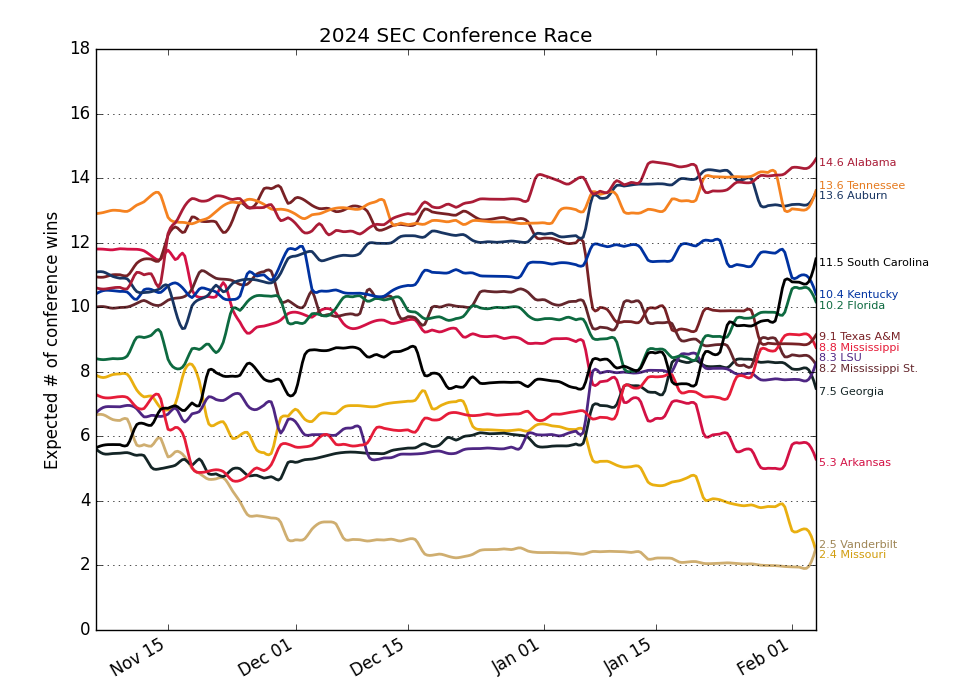 2024 SEC Conference Race
Expected # of conference wins
18
16
14
12
10
8
6
4
2
0
Nov 15
Dec 01
Dec 15
Jan 01
Jan 15
Feb 01
14.6 Alabama
13.6 Tennessee
13.6 Auburn
11.5 South Carolina
10.4 Kentucky
10.2 Florida
9.1 Texas A&M
8.8 Mississippi
8.3 LSU
8.2 Mississippi St.
7.5 Georgia
5.3 Arkansas
2.5 Vanderbilt
2.4 Missouri